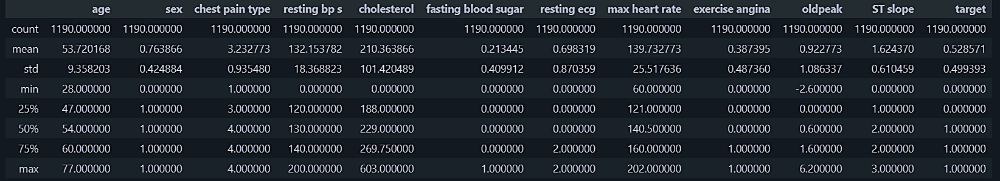 age sex chest pain type resting bp s cholesterol fasting blood sugar resting ecg max heart rate exercise angina oldpeak ST slope target
count 1190.000000 1190.000000 1190.000000 1190.000000 1190.000000 1190.000000 1190.000000 1190.000000 1190.000000 1190.000000 1190.000000 1190.000000
mean 53.720168 0.763866 3.232773 132.153782 210.363866 0.213445 0.698319 139.732773 0.387395 0.922773 1.624370 0.528571
std 9.358203 0.424884 0.935480 18.368823 101.420489 0.409912 0.870359 25.517636 0.487360 1.086337 0.610459 0.499393
min 28.000000 0.000000 1.000000 0.000000 0.000000 0.000000 0.000000 60.000000 0.000000 -2.600000 0.000000 0.000000
25% 47.000000 1.000000 3.000000 120.000000 188.000000 0.000000 0.000000 121.000000 0.000000 0.000000 1.000000 0.000000
50% 54.000000 1.000000 4.000000 130.000000 229.000000 0.000000 0.000000 140.500000 0.000000 0.600000 2.000000 1.000000
75% 60.000000 1.000000 4.000000 140.000000 269.750000 0.000000 2.000000 160.000000 1.000000 1.600000 2.000000 1.000000
max 77.000000 1.000000 4.000000 200.000000 603.000000 1.000000 2.000000 202.000000 1.000000 6.200000 3.000000 1.000000